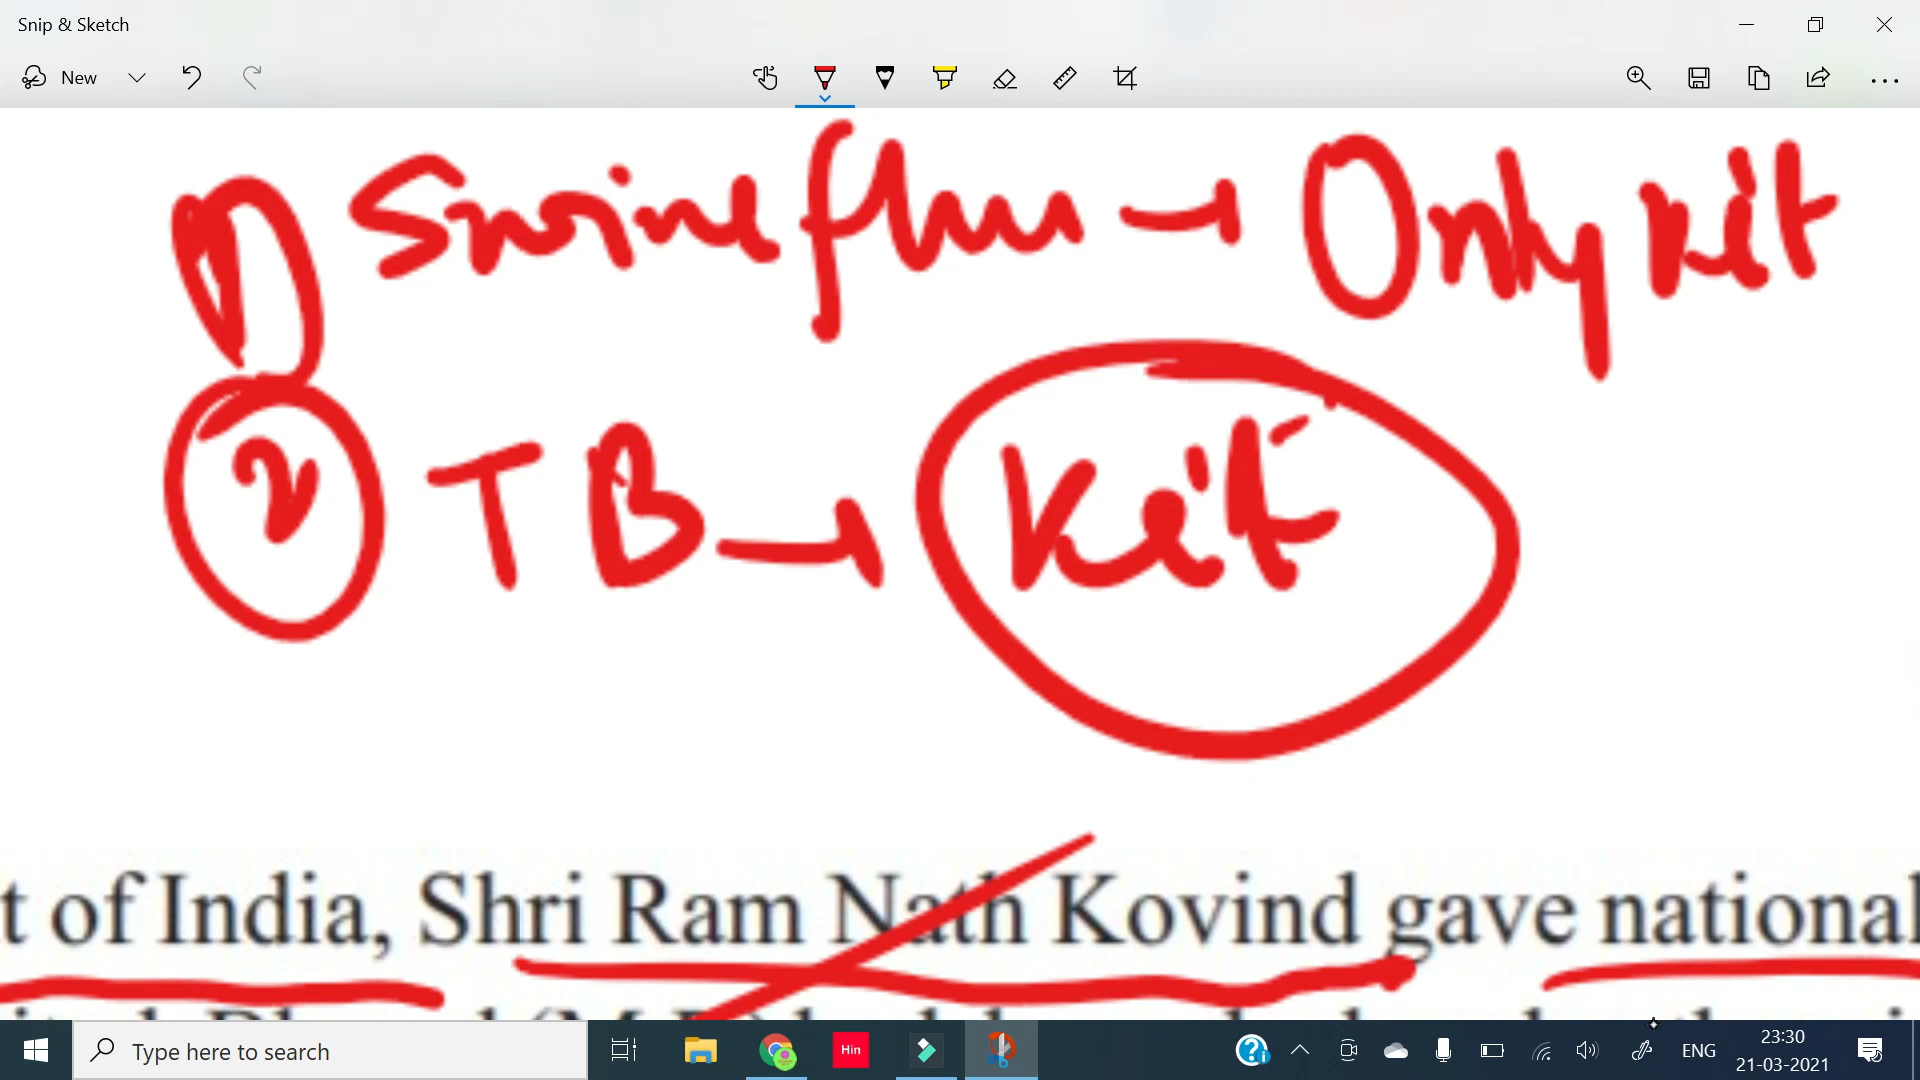 Snip & Sketch
New
1) Swine flu → Only kit
2 TB → Kit
t of India, Shri Ram Nath Kovind gave national
Type here to search
Hin
ENG
23:30
21-03-2021